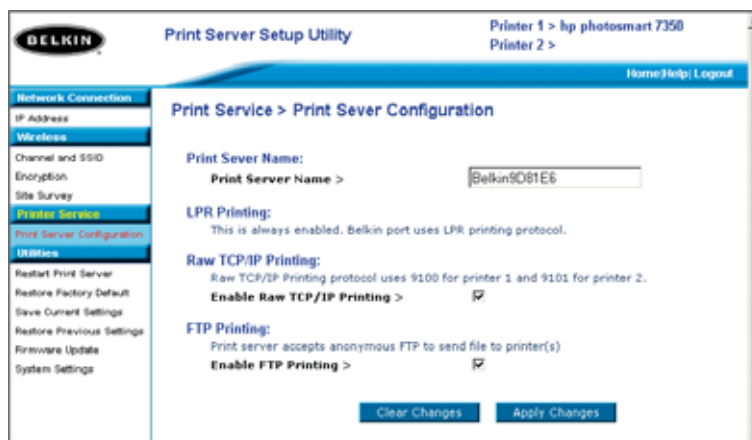 BELKIN
Print Server Setup Utility
Printer 1 > hp photosmart 7350
Printer 2 >
Home|Help| Logout
Network Connection
IP Address
Wireless
Channel and SSID
Encryption
Site Survey
Printer Service
Print Server Configuration
Utilities
Restart Print Server
Restore Factory Default
Save Current Settings
Restore Previous Settings
Firmware Update
System Settings
Print Service > Print Sever Configuration
Print Sever Name:
Print Server Name >
Belkin9D81E6
LPR Printing:
This is always enabled. Belkin port uses LPR printing protocol.
Raw TCP/IP Printing:
Raw TCP/IP Printing protocol uses 9100 for printer 1 and 9101 for printer 2.
Enable Raw TCP/IP Printing >
FTP Printing:
Print server accepts anonymous FTP to send file to printer(s)
Enable FTP Printing >
Clear Changes
Apply Changes